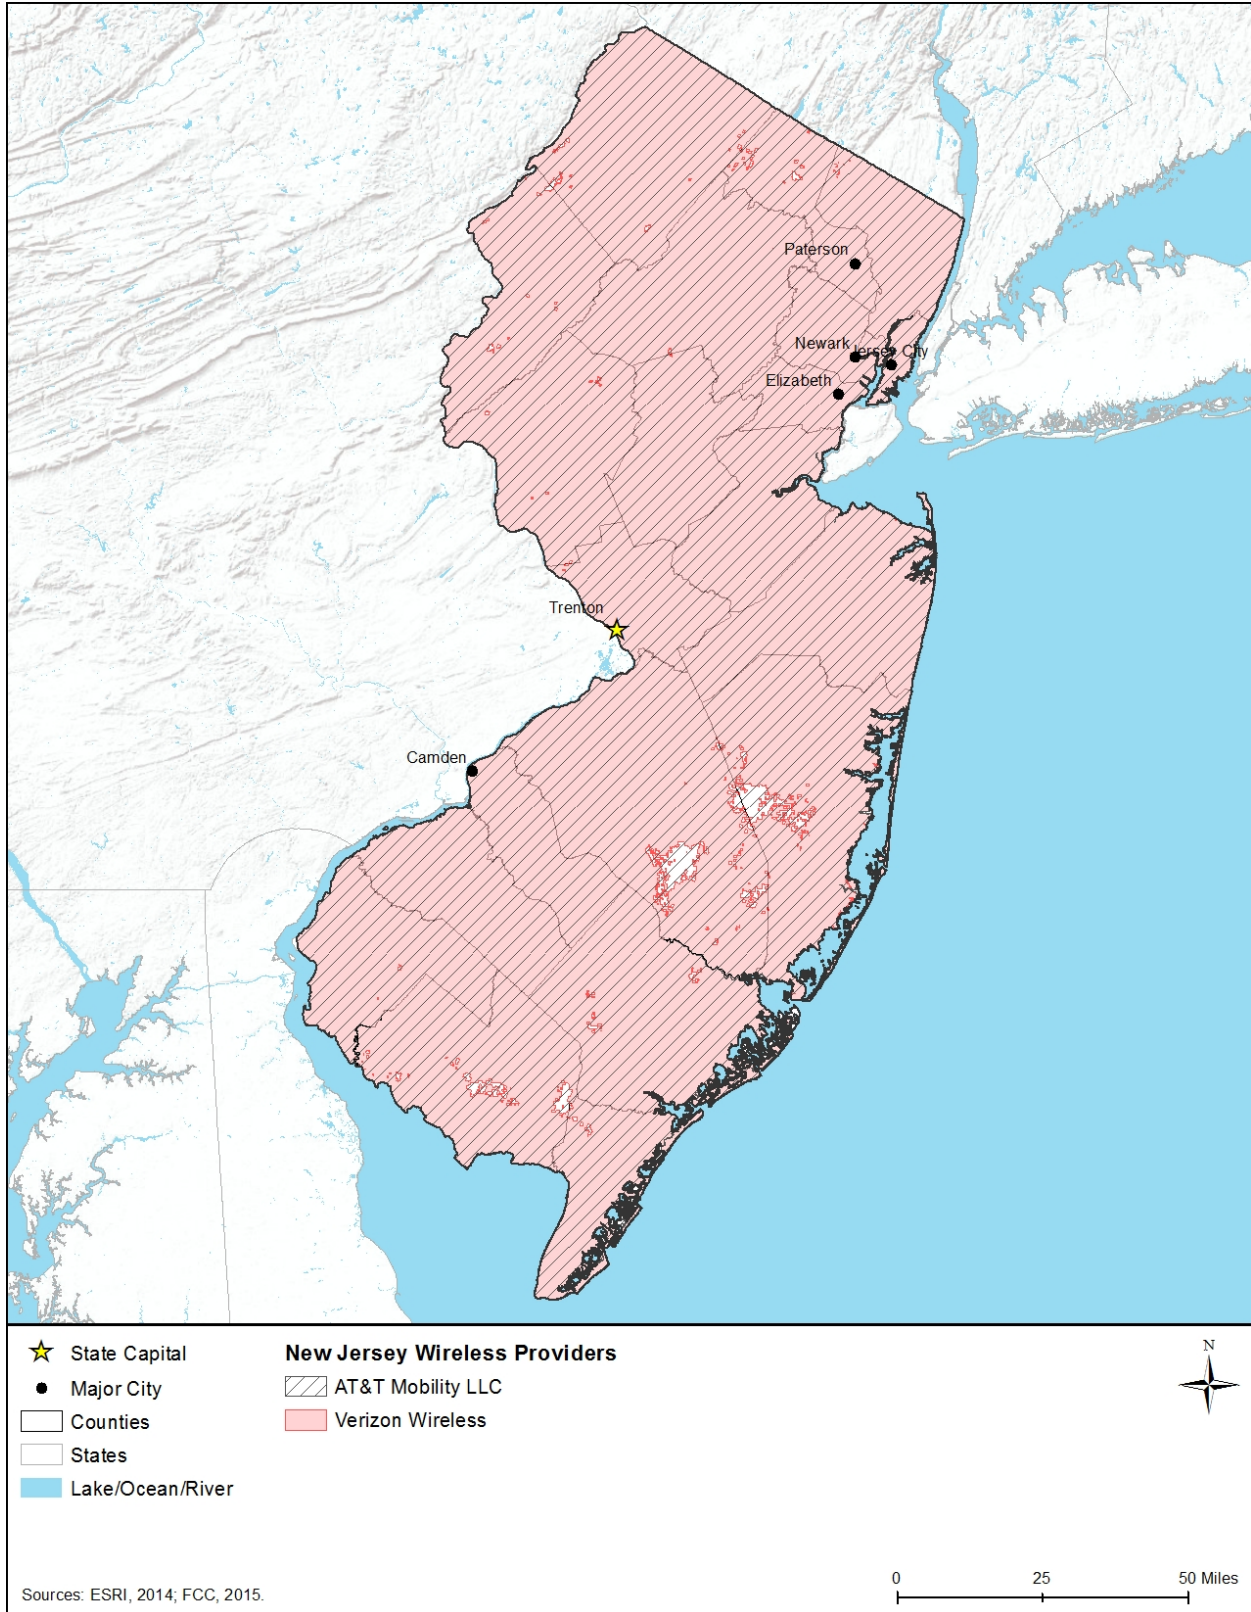 Paterson
Newark
Jersey City
Elizabeth
Trenton
Camden
State Capital
Major City
Counties
States
Lake/Ocean/River
New Jersey Wireless Providers
AT&T Mobility LLC
Verizon Wireless
N
Sources: ESRI, 2014; FCC, 2015.
0 25 50 Miles